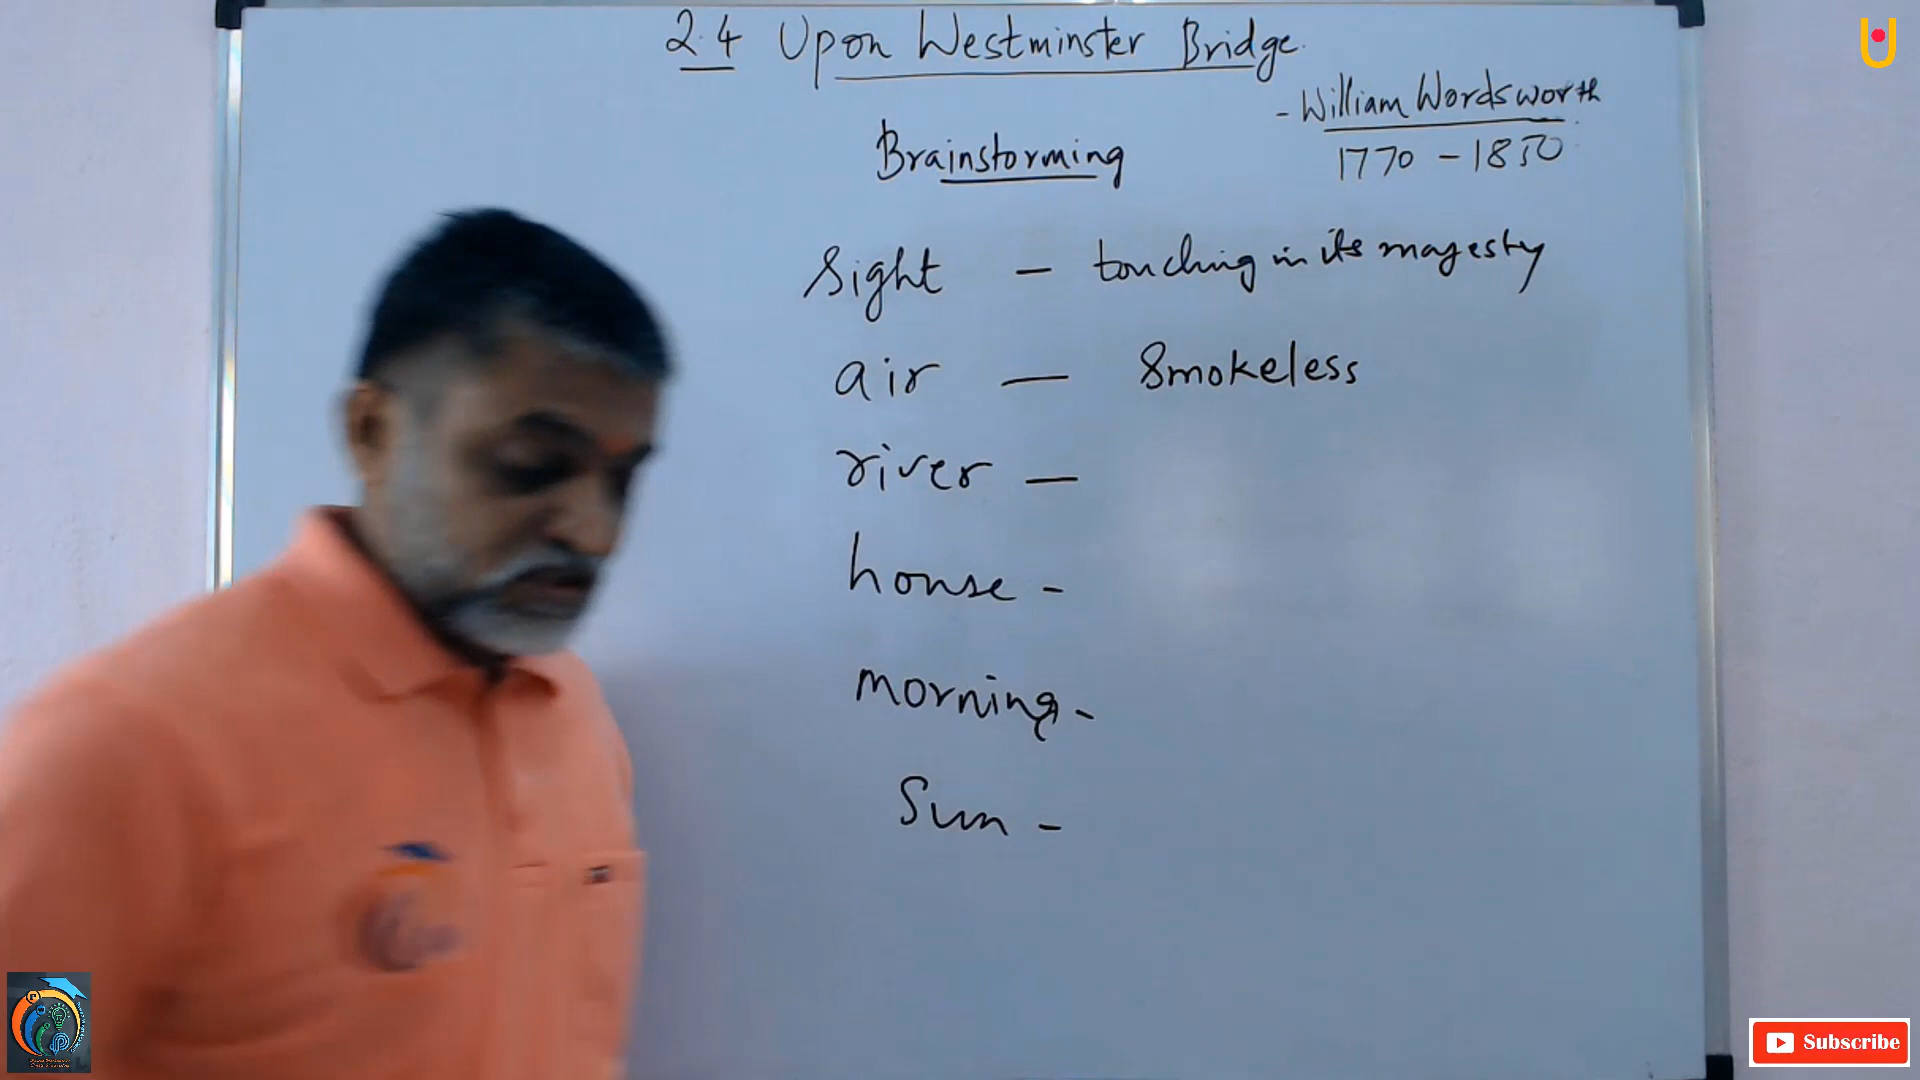 2.4 Upon Westminster Bridge.
- William Wordsworth
1770 - 1850
Brainstorming
Sight - touching in its majesty
air - Smokeless
river -
house -
morning -
Sun -
Subscribe